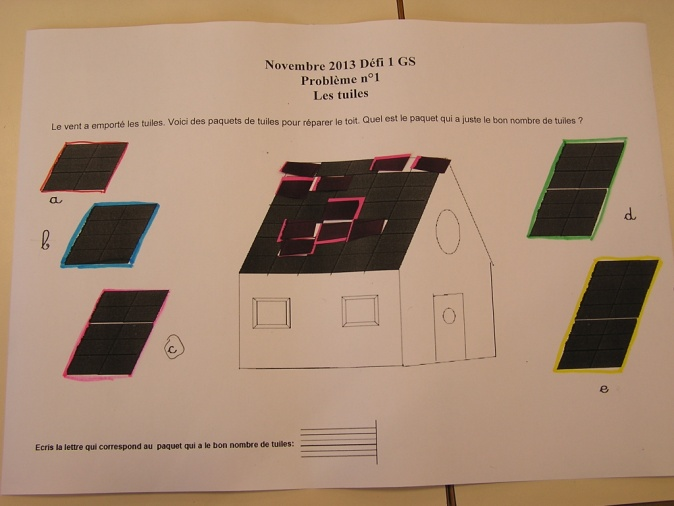 Novembre 2013 Défi 1 GS
Problème n°1
Les tuiles
Le vent a emporté les tuiles. Voici des paquets de tuiles pour réparer le toit. Quel est le paquet qui a juste le bon nombre de tuiles ?
a
b
c
d
e
Ecris la lettre qui correspond au paquet qui a le bon nombre de tuiles: